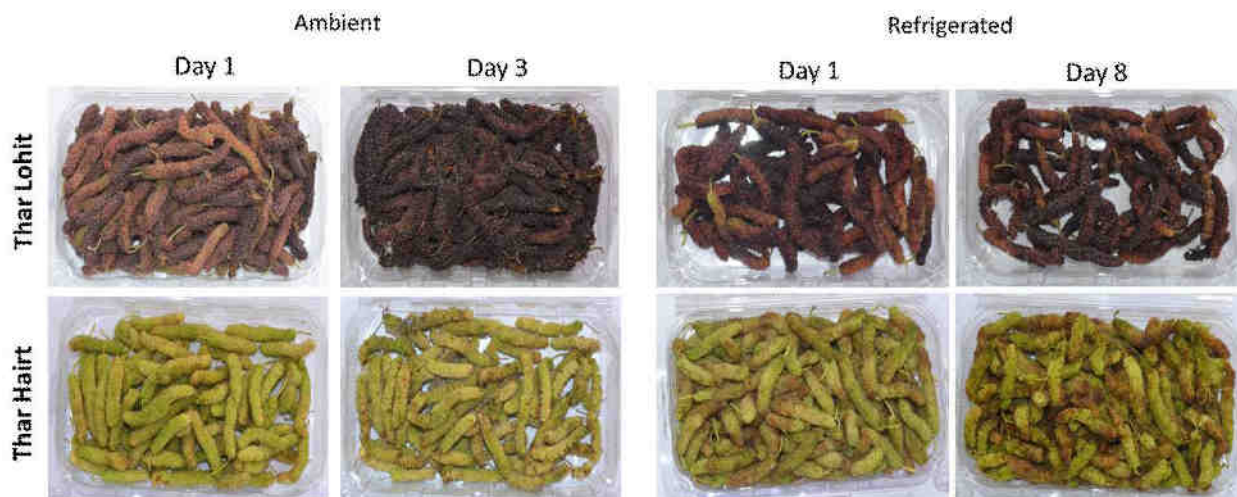 Ambient
Refrigerated
Day 1
Day 3
Day 1
Day 8
Thar Lohit
Thar Hairt